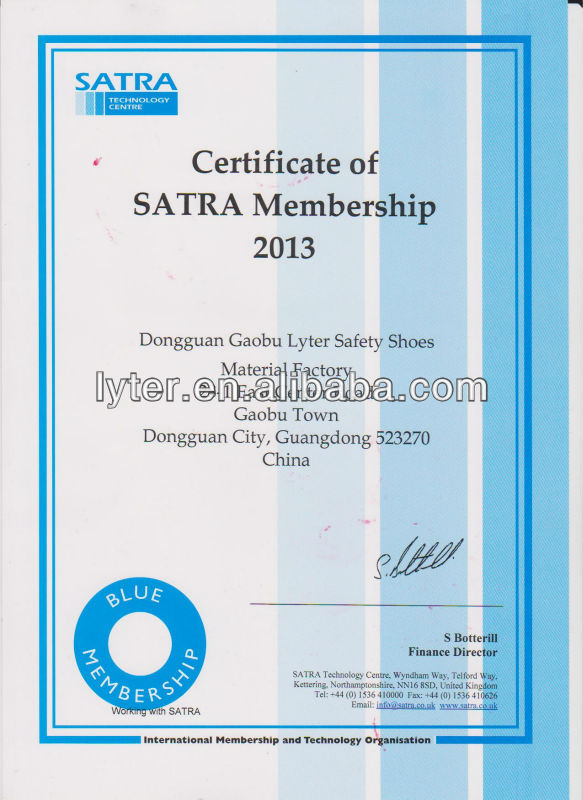 SATRA
TECHNOLOGY
CENTRE
Certificate of
SATRA Membership
2013
Dongguan Gaobu Lyter Safety Shoes
Material Factory
lyter.en.alibaba.com
Gaobu Town
Dongguan City, Guangdong 523270
China
S Botterill
S Botterill
Finance Director
SATRA Technology Centre, Wyndham Way, Telford Way,
Kettering, Northamptonshire, NN16 8SD, United Kingdom
Tel: +44 (0) 1536 410000 Fax: +44 (0) 1536 410626
Email: info@satra.co.uk www.satra.co.uk
BLUE
MEMBERSHIP
Working with SATRA
International Membership and Technology Organisation